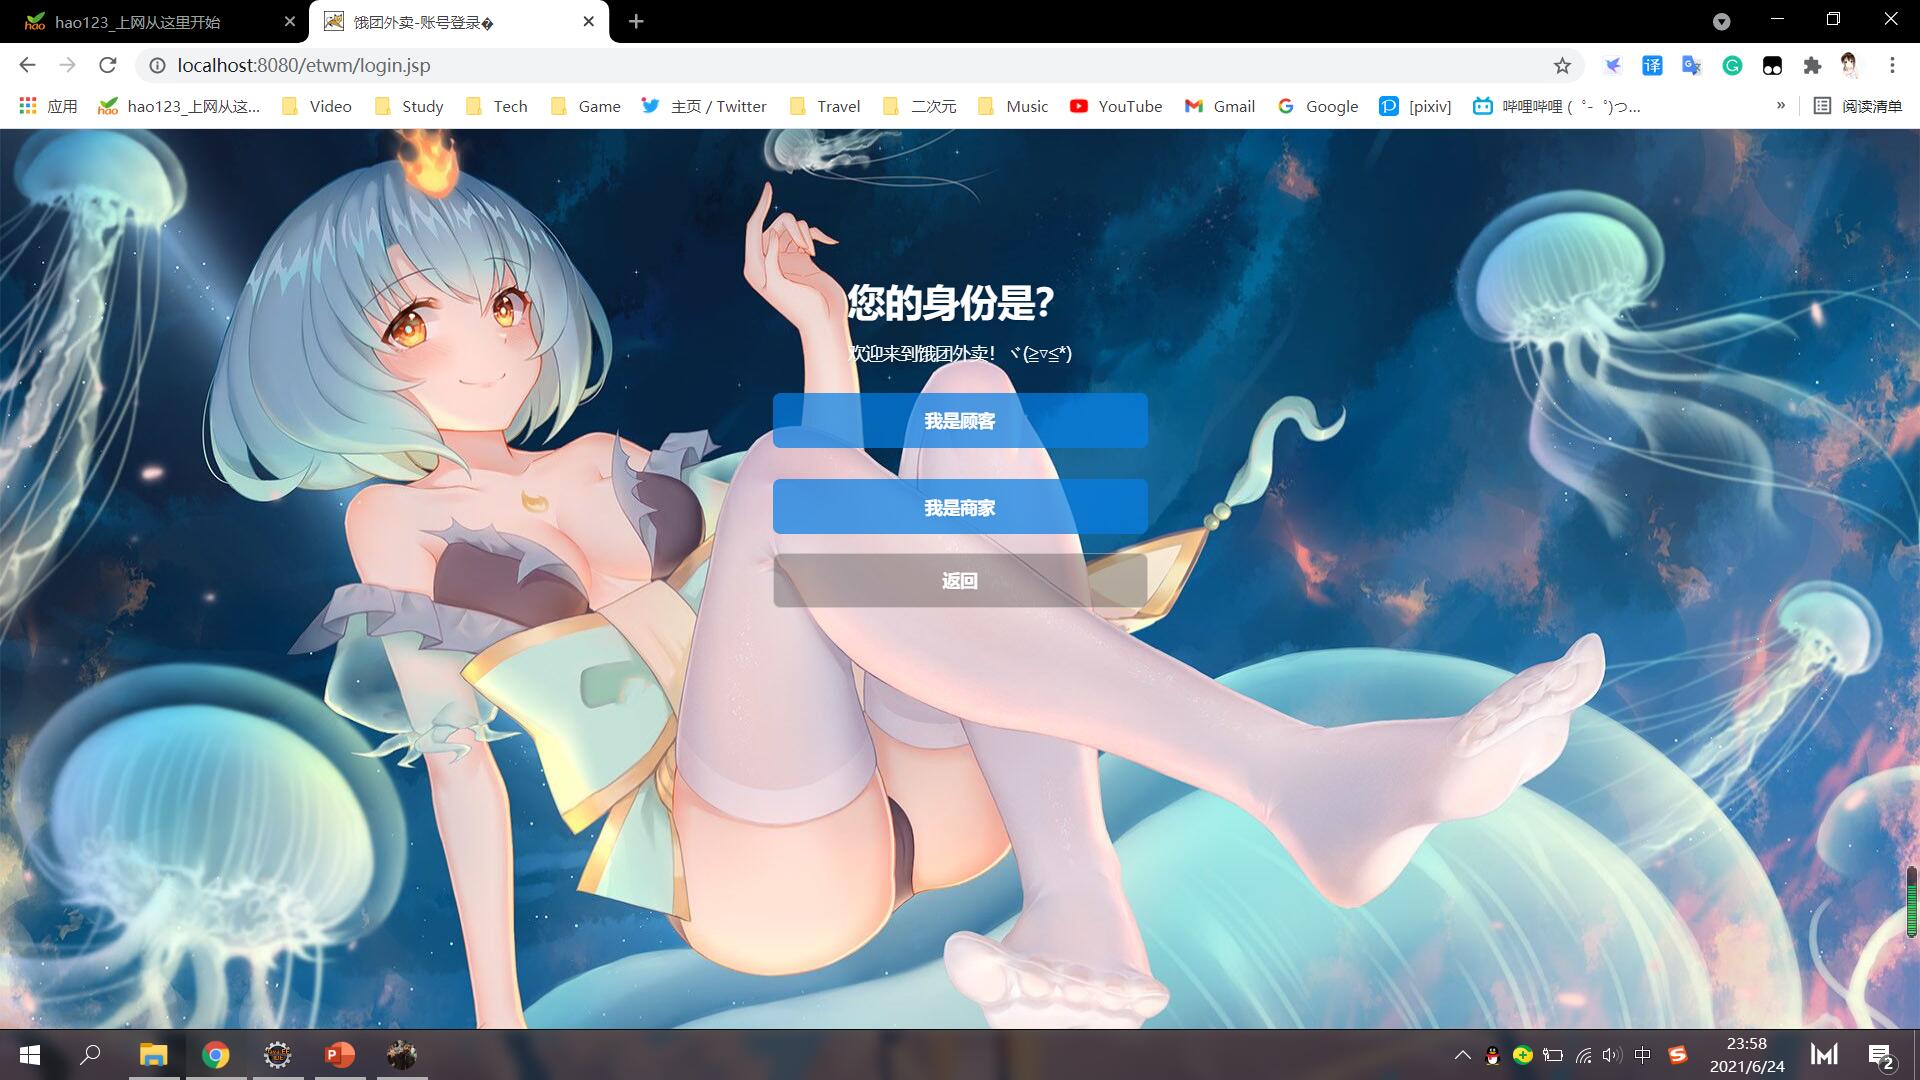 hao123_上网从这里开始
饿团外卖-账号登录�
localhost:8080/etwm/login.jsp
应用 hao123_上网从这... Video Study Tech Game 主页 / Twitter Travel 二次元 Music YouTube Gmail Google [pixiv] 哔哩哔哩 ( ゜- ゜)つ... » 阅读清单
您的身份是?
欢迎来到饿团外卖! ヾ(≧▽≦*)
我是顾客
我是商家
返回
中
23:58
2021/6/24
2